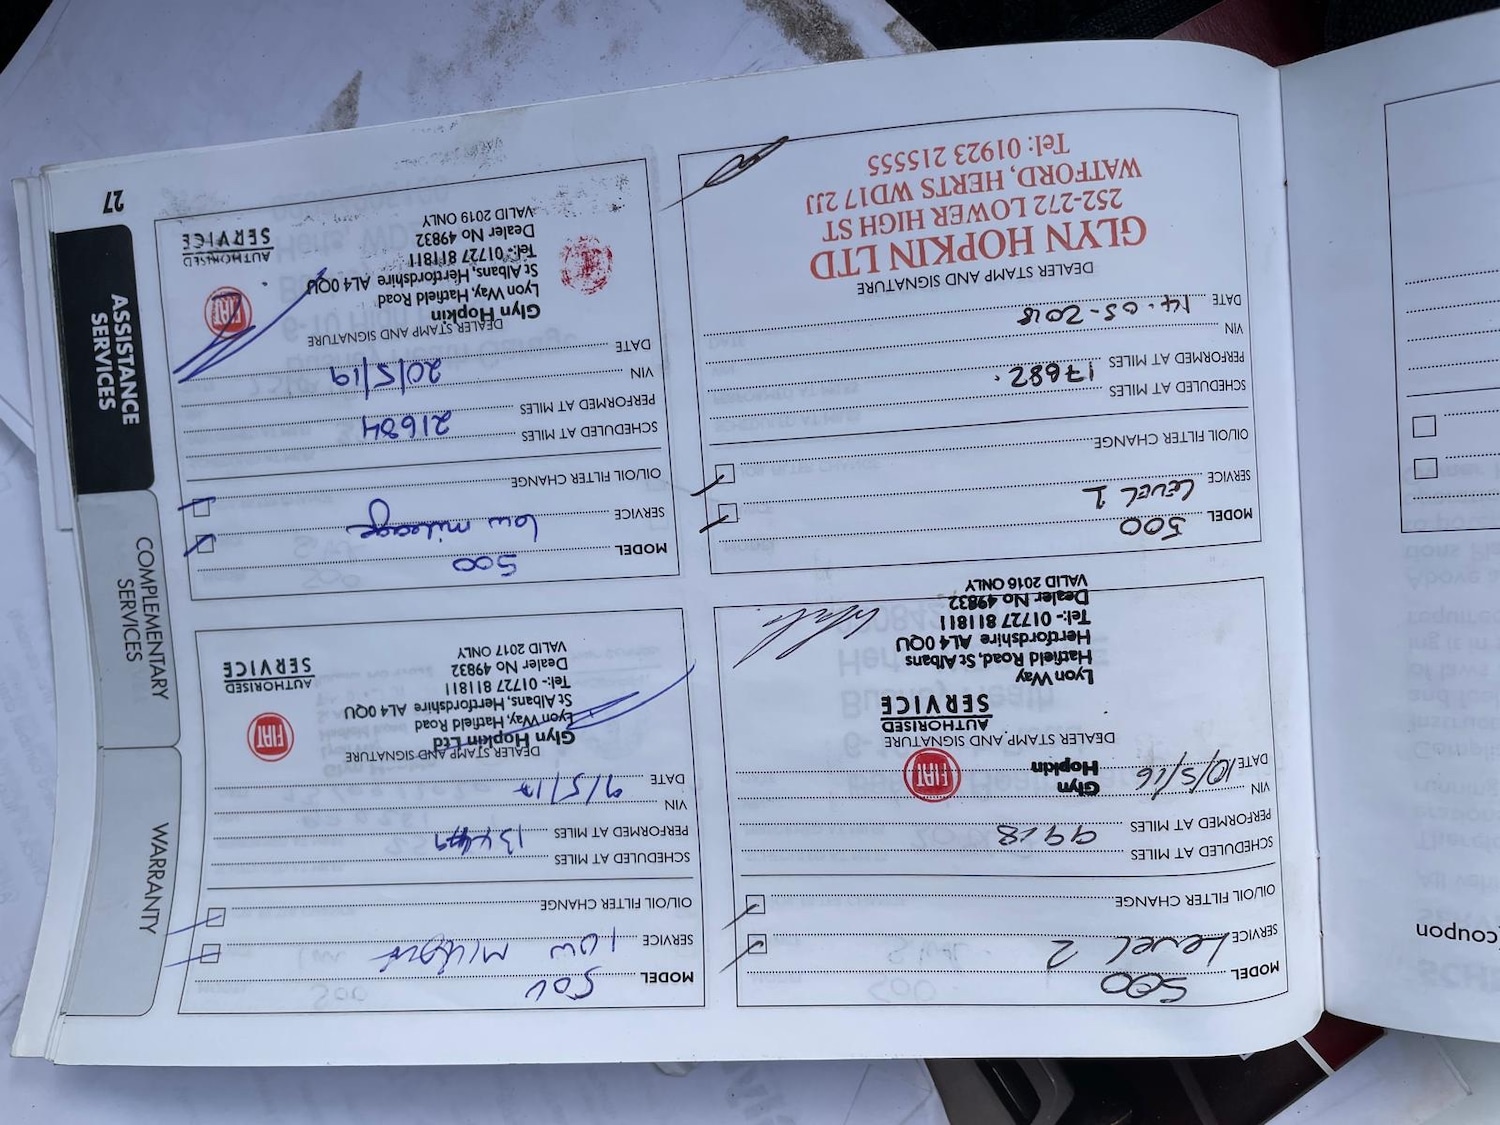 MODEL 500
SERVICE Level 2
OIL/OIL FILTER CHANGE
SCHEDULED AT MILES
PERFORMED AT MILES 9928
VIN
DATE 10/5/16
DEALER STAMP AND SIGNATURE
Glyn
Hopkin
FIAT
AUTHORISED
SERVICE
Lyon Way
Hatfield Road, St Albans
Hertfordshire AL4 0QU
Tel:- 01727 811811
Dealer No 49832
VALID 2016 ONLY
MODEL 500
SERVICE low
OIL/OIL FILTER CHANGE
SCHEDULED AT MILES
PERFORMED AT MILES
VIN
DATE 9/5/17
DEALER STAMP AND SIGNATURE
Glyn Hopkin Ltd
Lyon Way, Hatfield Road
St Albans, Hertfordshire AL4 0QU
Tel:- 01727 811811
Dealer No 49832
VALID 2017 ONLY
FIAT
AUTHORISED
SERVICE
MODEL 500
SERVICE LEVEL 1
OIL/OIL FILTER CHANGE
SCHEDULED AT MILES
PERFORMED AT MILES 17682.
VIN
DATE 14.05-2018
DEALER STAMP AND SIGNATURE
GLYN HOPKIN LTD
252-272 LOWER HIGH ST
WATFORD, HERTS WD17 2JJ
Tel: 01923 215555
MODEL 500
SERVICE low mileage
OIL/OIL FILTER CHANGE
SCHEDULED AT MILES 21684
PERFORMED AT MILES
VIN 20/5/19
DATE
DEALER STAMP AND SIGNATURE
Glyn Hopkin
Lyon Way, Hatfield Road
St Albans, Hertfordshire AL4 0QU
Tel:- 01727 811811
Dealer No 49832
VALID 2019 ONLY
FIAT
AUTHORISED
SERVICE
WARRANTY
COMPLEMENTARY
SERVICES
ASSISTANCE
SERVICES
27
coupon